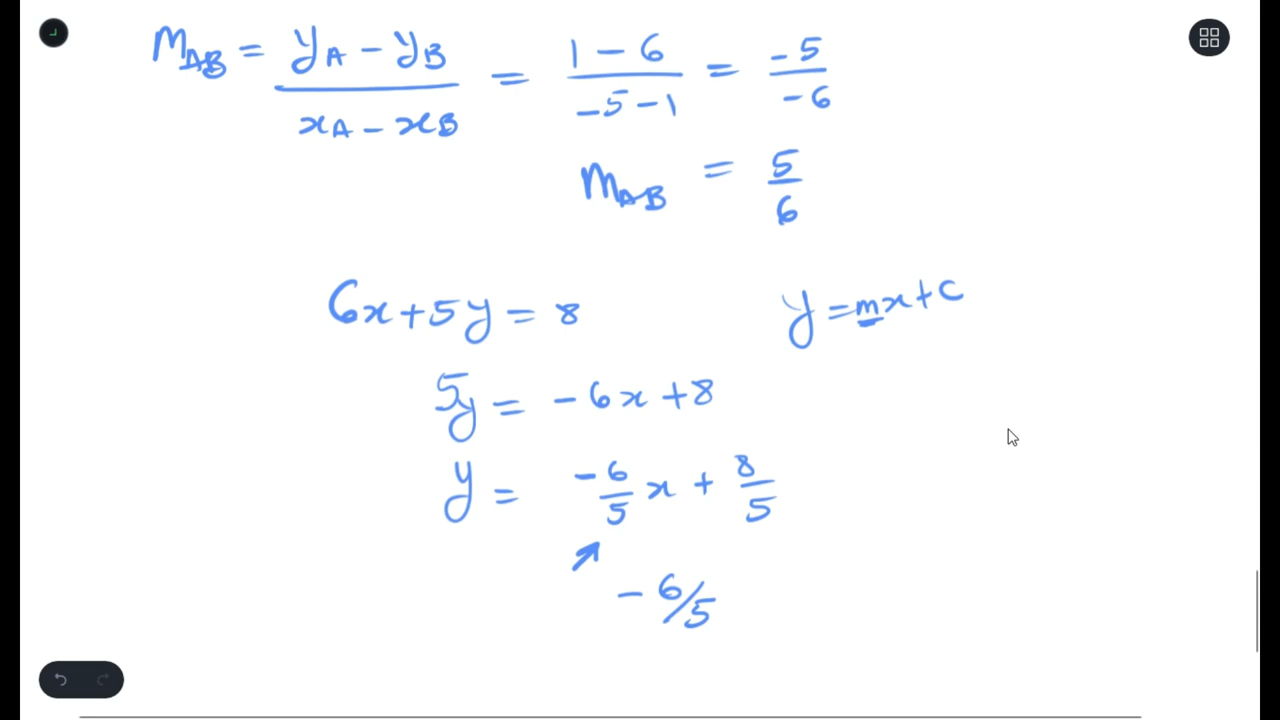 m_AB = (y_A - y_B)/(x_A - x_B) = (1 - 6)/(-5 - 1) = -5/-6
m_AB = 5/6
6x + 5y = 8
y = mx + c
5y = -6x + 8
y = -6/5 x + 8/5
-6/5